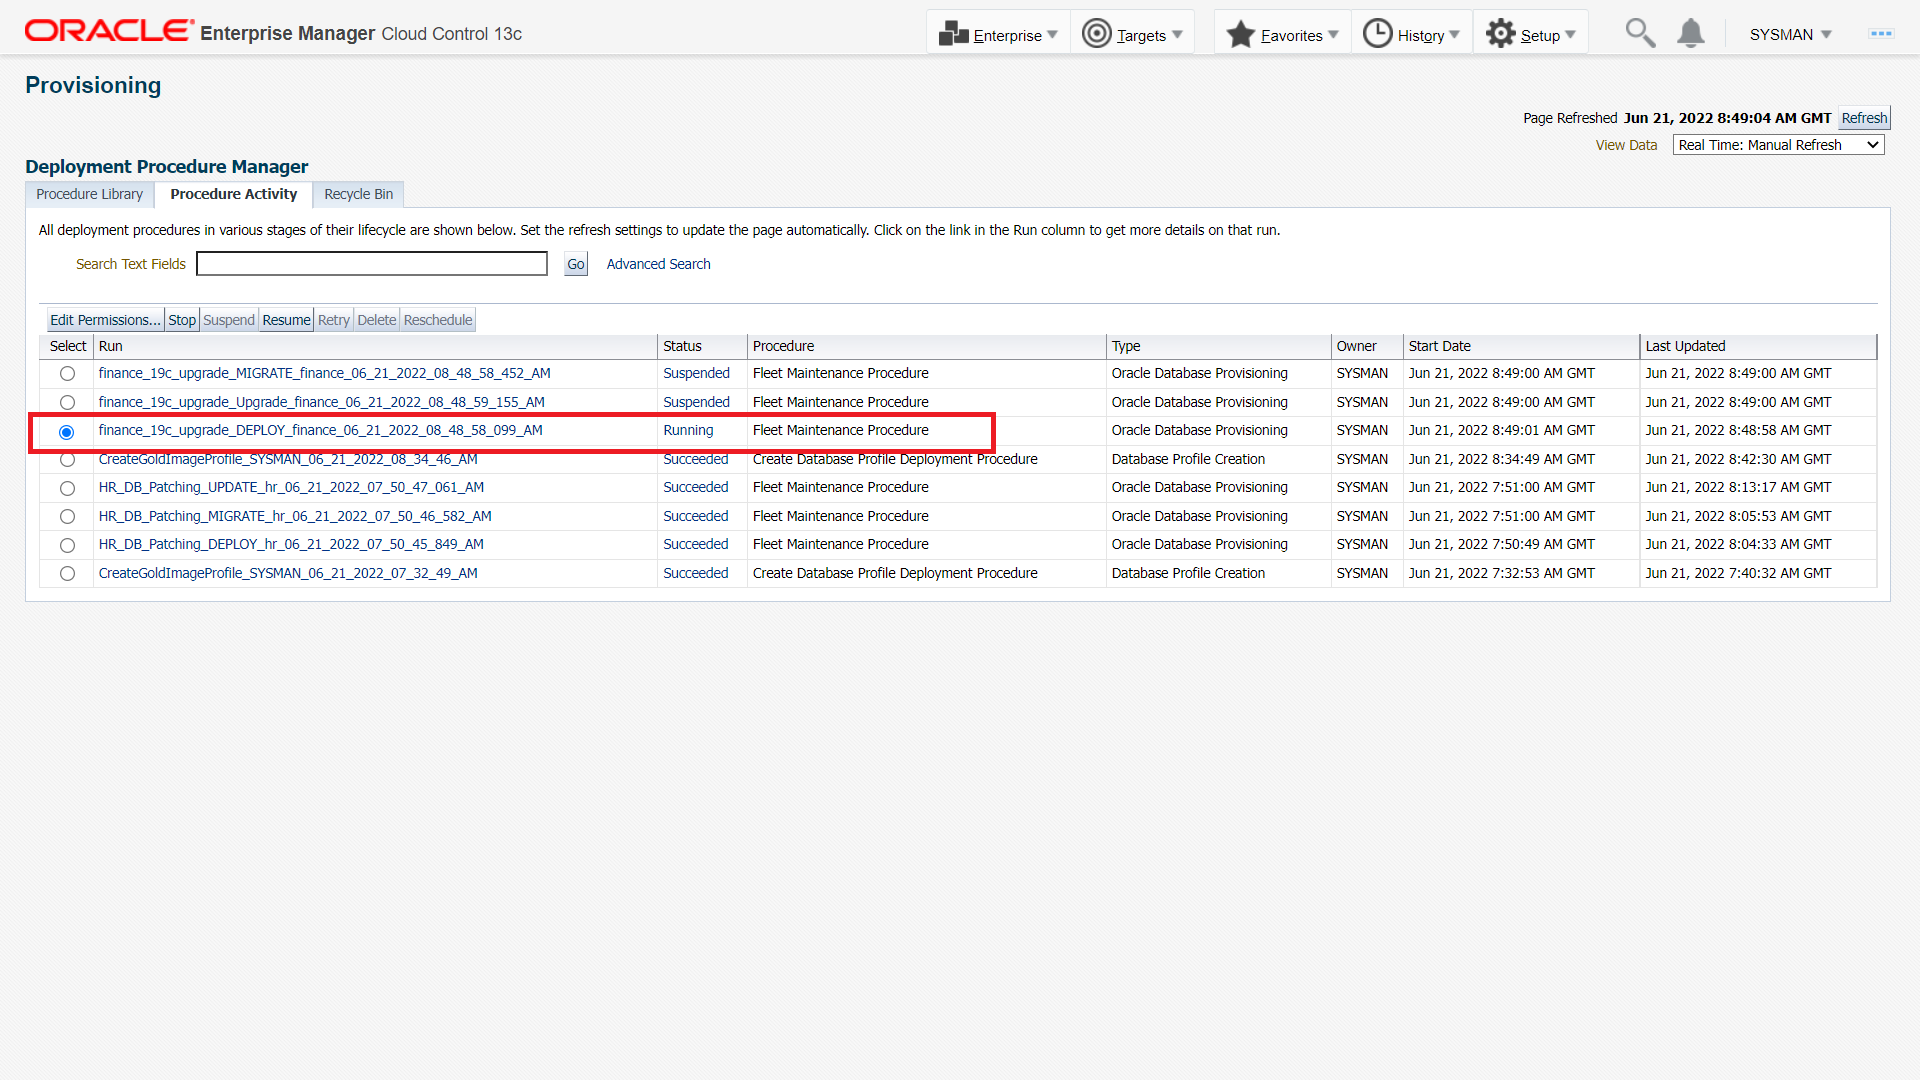 ORACLE Enterprise Manager Cloud Control 13c Enterprise Targets Favorites History Setup SYSMAN
Provisioning
Page Refreshed Jun 21, 2022 8:49:04 AM GMT Refresh
View Data Real Time: Manual Refresh
Deployment Procedure Manager
Procedure Library Procedure Activity Recycle Bin
All deployment procedures in various stages of their lifecycle are shown below. Set the refresh settings to update the page automatically. Click on the link in the Run column to get more details on that run.
Search Text Fields Go Advanced Search
Edit Permissions... Stop Suspend Resume Retry Delete Reschedule
Select Run Status Procedure Type Owner Start Date Last Updated
finance_19c_upgrade_MIGRATE_finance_06_21_2022_08_48_58_452_AM Suspended Fleet Maintenance Procedure Oracle Database Provisioning SYSMAN Jun 21, 2022 8:49:00 AM GMT Jun 21, 2022 8:49:00 AM GMT
finance_19c_upgrade_Upgrade_finance_06_21_2022_08_48_59_155_AM Suspended Fleet Maintenance Procedure Oracle Database Provisioning SYSMAN Jun 21, 2022 8:49:00 AM GMT Jun 21, 2022 8:49:00 AM GMT
finance_19c_upgrade_DEPLOY_finance_06_21_2022_08_48_58_099_AM Running Fleet Maintenance Procedure Oracle Database Provisioning SYSMAN Jun 21, 2022 8:49:01 AM GMT Jun 21, 2022 8:48:58 AM GMT
CreateGoldImageProfile_SYSMAN_06_21_2022_08_34_46_AM Succeeded Create Database Profile Deployment Procedure Database Profile Creation SYSMAN Jun 21, 2022 8:34:49 AM GMT Jun 21, 2022 8:42:30 AM GMT
HR_DB_Patching_UPDATE_hr_06_21_2022_07_50_47_061_AM Succeeded Fleet Maintenance Procedure Oracle Database Provisioning SYSMAN Jun 21, 2022 7:51:00 AM GMT Jun 21, 2022 8:13:17 AM GMT
HR_DB_Patching_MIGRATE_hr_06_21_2022_07_50_46_582_AM Succeeded Fleet Maintenance Procedure Oracle Database Provisioning SYSMAN Jun 21, 2022 7:51:00 AM GMT Jun 21, 2022 8:05:53 AM GMT
HR_DB_Patching_DEPLOY_hr_06_21_2022_07_50_45_849_AM Succeeded Fleet Maintenance Procedure Oracle Database Provisioning SYSMAN Jun 21, 2022 7:50:49 AM GMT Jun 21, 2022 8:04:33 AM GMT
CreateGoldImageProfile_SYSMAN_06_21_2022_07_32_49_AM Succeeded Create Database Profile Deployment Procedure Database Profile Creation SYSMAN Jun 21, 2022 7:32:53 AM GMT Jun 21, 2022 7:40:32 AM GMT